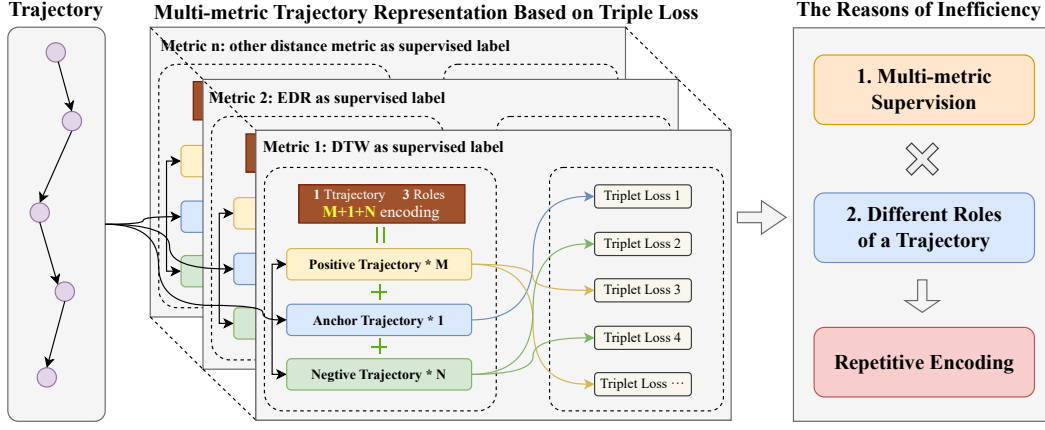 Trajectory
Multi-metric Trajectory Representation Based on Triple Loss
The Reasons of Inefficiency
Metric n: other distance metric as supervised label
Metric 2: EDR as supervised label
Metric 1: DTW as supervised label
1 Ttrajectory 3 Roles
M+1+N encoding
Positive Trajectory * M
Anchor Trajectory * 1
Negtive Trajectory * N
Triplet Loss 1
Triplet Loss 2
Triplet Loss 3
Triplet Loss 4
Triplet Loss ···
1. Multi-metric
Supervision
2. Different Roles
of a Trajectory
Repetitive Encoding